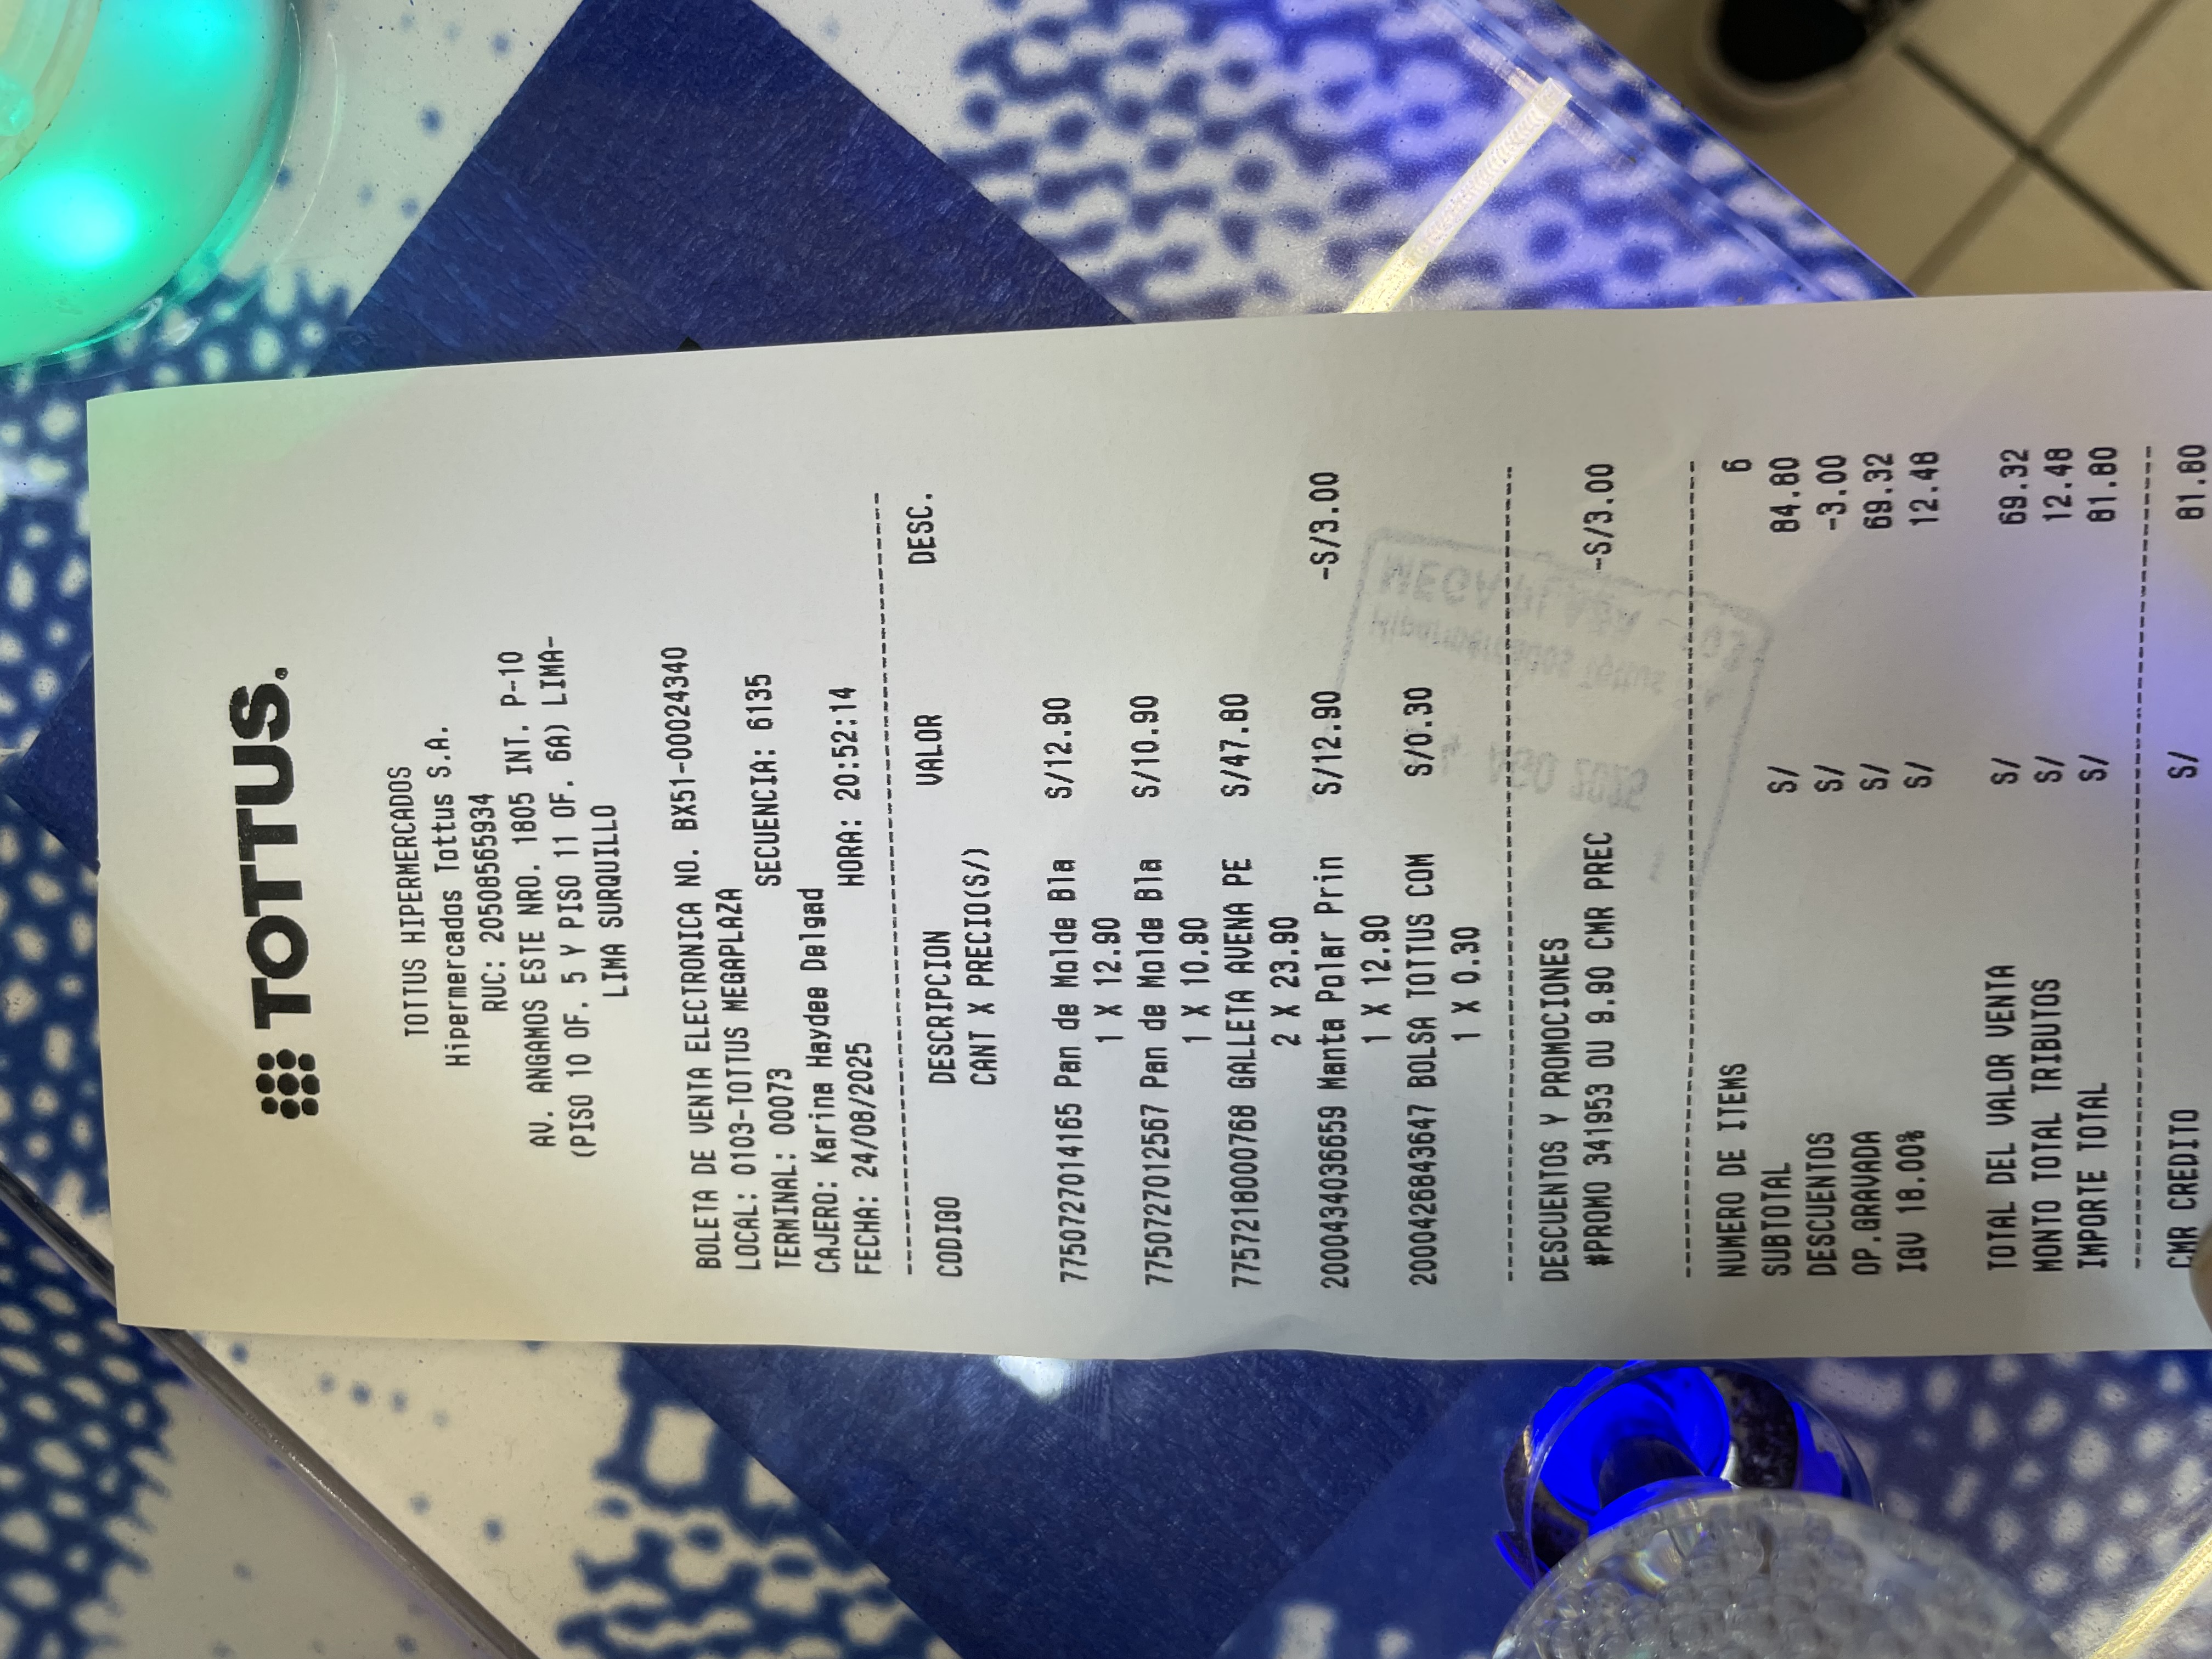 TOTTUS.
TOTTUS HIPERMERCADOS
Hipermercados Tottus S.A.
RUC: 20508565934
AV. ANGAMOS ESTE NRO. 1805 INT. P-10
(PISO 10 OF. 5 Y PISO 11 OF. 6A) LIMA-
LIMA SURQUILLO
BOLETA DE VENTA ELECTRONICA NO. BX51-00024340
LOCAL: 0103-TOTTUS MEGAPLAZA
TERMINAL: 00073 SECUENCIA: 6135
CAJERO: Karina Haydee Delgad
FECHA: 24/08/2025 HORA: 20:52:14
CODIGO DESCRIPCION VALOR DESC.
CANT X PRECIO(S/)
7750727014165 Pan de Molde Bla S/12.90
1 X 12.90
7750727012567 Pan de Molde Bla S/10.90
1 X 10.90
7757218000768 GALLETA AVENA PE S/47.80
2 X 23.90
2000434036659 Manta Polar Prin S/12.90 -S/3.00
1 X 12.90
2000426843647 BOLSA TOTTUS COM S/0.30
1 X 0.30
DESCUENTOS Y PROMOCIONES
#PROMO 341953 OU 9.90 CMR PREC -S/3.00
NUMERO DE ITEMS 6
SUBTOTAL S/ 84.80
DESCUENTOS S/ -3.00
OP.GRAVADA S/ 69.32
IGV 18.00% S/ 12.48
TOTAL DEL VALOR VENTA S/ 69.32
MONTO TOTAL TRIBUTOS S/ 12.48
IMPORTE TOTAL S/ 81.80
CMR CREDITO S/ 81.80